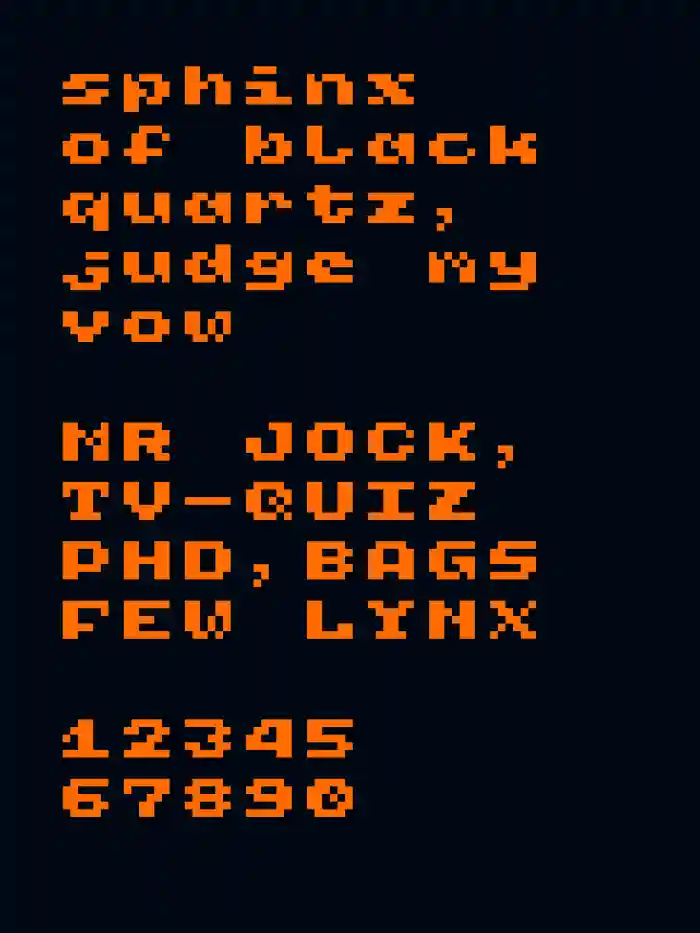 sphinx
of black
quartz,
judge my
vow

MR JOCK,
TV-QUIZ
PHD,BAGS
FEW LYNX

12345
67890